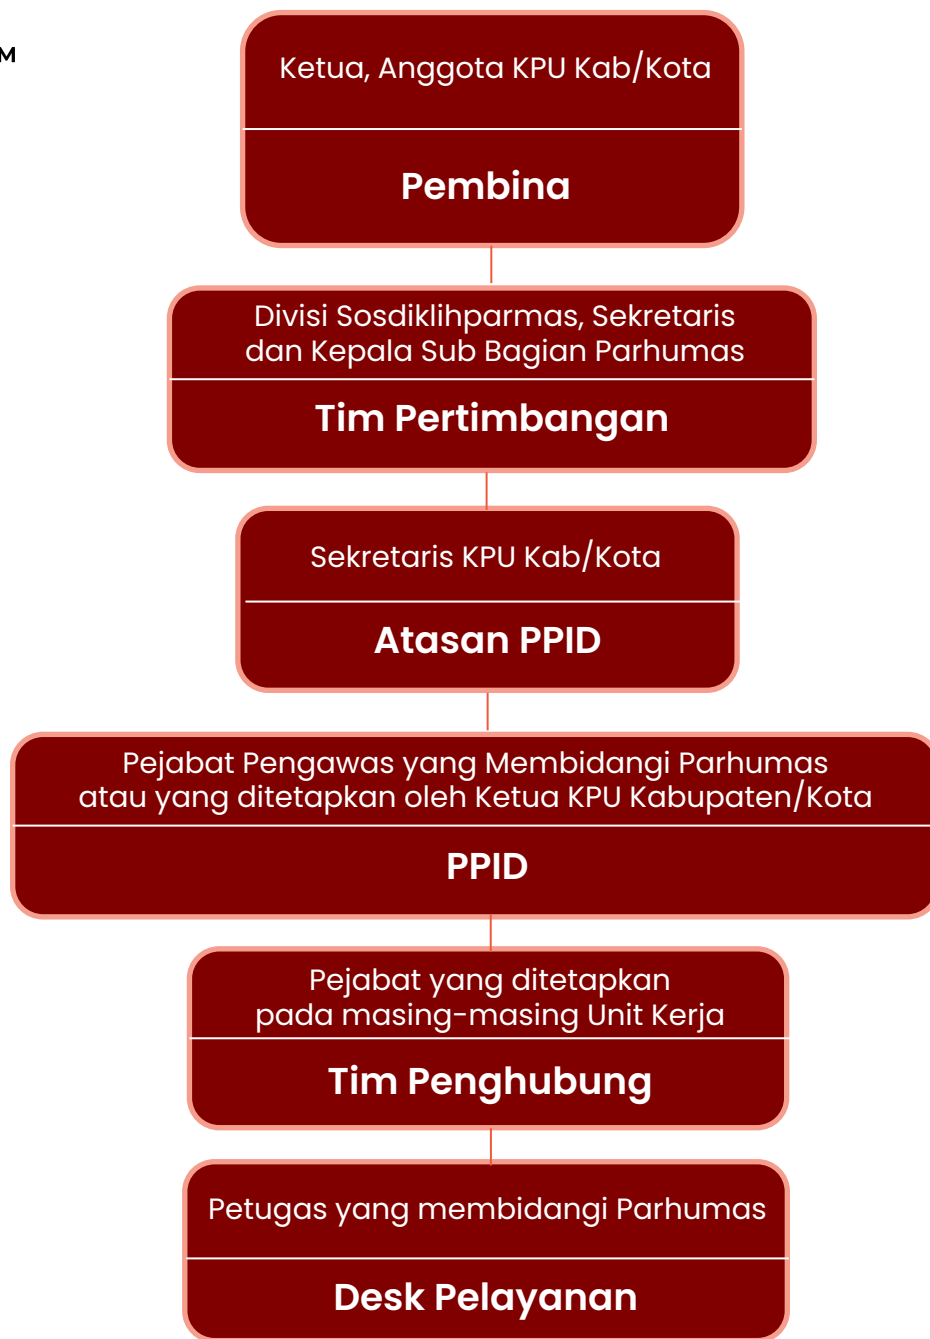 M
Ketua, Anggota KPU Kab/Kota
Pembina
Divisi Sosdiklihparmas, Sekretaris
dan Kepala Sub Bagian Parhumas
Tim Pertimbangan
Sekretaris KPU Kab/Kota
Atasan PPID
Pejabat Pengawas yang Membidangi Parhumas
atau yang ditetapkan oleh Ketua KPU Kabupaten/Kota
PPID
Pejabat yang ditetapkan
pada masing-masing Unit Kerja
Tim Penghubung
Petugas yang membidangi Parhumas
Desk Pelayanan